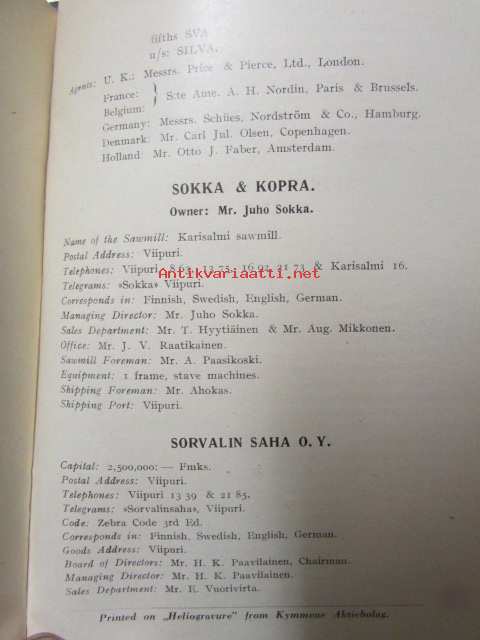 fifths SVA
u/s: SILVA.
Agents: U. K.: Messrs. Price & Pierce, Ltd., London.
France: } S:te Ame. A. H. Nordin, Paris & Brussels.
Belgium:
Germany: Messrs. Schües, Nordström & Co., Hamburg.
Denmark: Mr. Carl Jul. Olsen, Copenhagen.
Holland: Mr. Otto J. Faber, Amsterdam.
SOKKA & KOPRA.
Owner: Mr. Juho Sokka.
Name of the Sawmill: Karisalmi sawmill.
Postal Address: Viipuri.
Telephones: Viipuri 13 73, 16 92, 21 73 & Karisalmi 16.
Antikvariaatti.net
Telegrams: »Sokka» Viipuri.
Corresponds in: Finnish, Swedish, English, German.
Managing Director: Mr. Juho Sokka.
Sales Department: Mr. T. Hyytiäinen & Mr. Aug. Mikkonen.
Office: Mr. J. V. Raatikainen.
Sawmill Foreman: Mr. A. Paasikoski.
Equipment: 1 frame, stave machines.
Shipping Foreman: Mr. Ahokas.
Shipping Port: Viipuri.
SORVALIN SAHA O. Y.
Capital: 2,500,000: — Fmks.
Postal Address: Viipuri.
Telephones: Viipuri 13 39 & 21 85.
Telegrams: »Sorvalinsaha», Viipuri.
Code: Zebra Code 3rd Ed.
Corresponds in: Finnish, Swedish, English, German.
Goods Address: Viipuri.
Board of Directors: Mr. H. K. Paavilainen, Chairman.
Managing Director: Mr. H. K. Paavilainen.
Sales Department: Mr. E. Vuorivirta.
Printed on „Heliogravure" from Kymmene Aktiebolag.